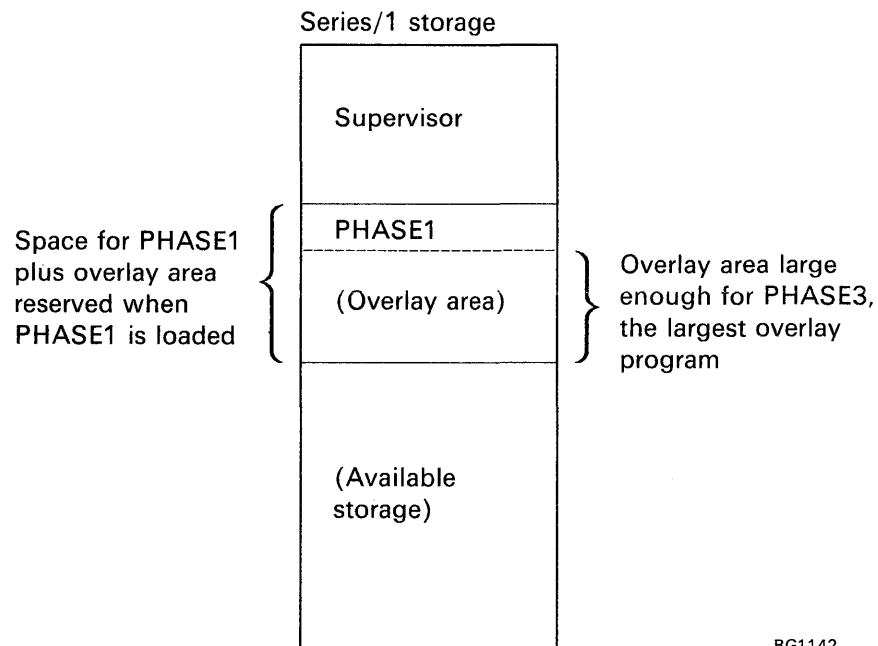 Series/1 storage
Supervisor
Space for PHASE1
plus overlay area
reserved when
PHASE1 is loaded
PHASE1
(Overlay area)
Overlay area large
enough for PHASE3,
the largest overlay
program
(Available
storage)
BG1142